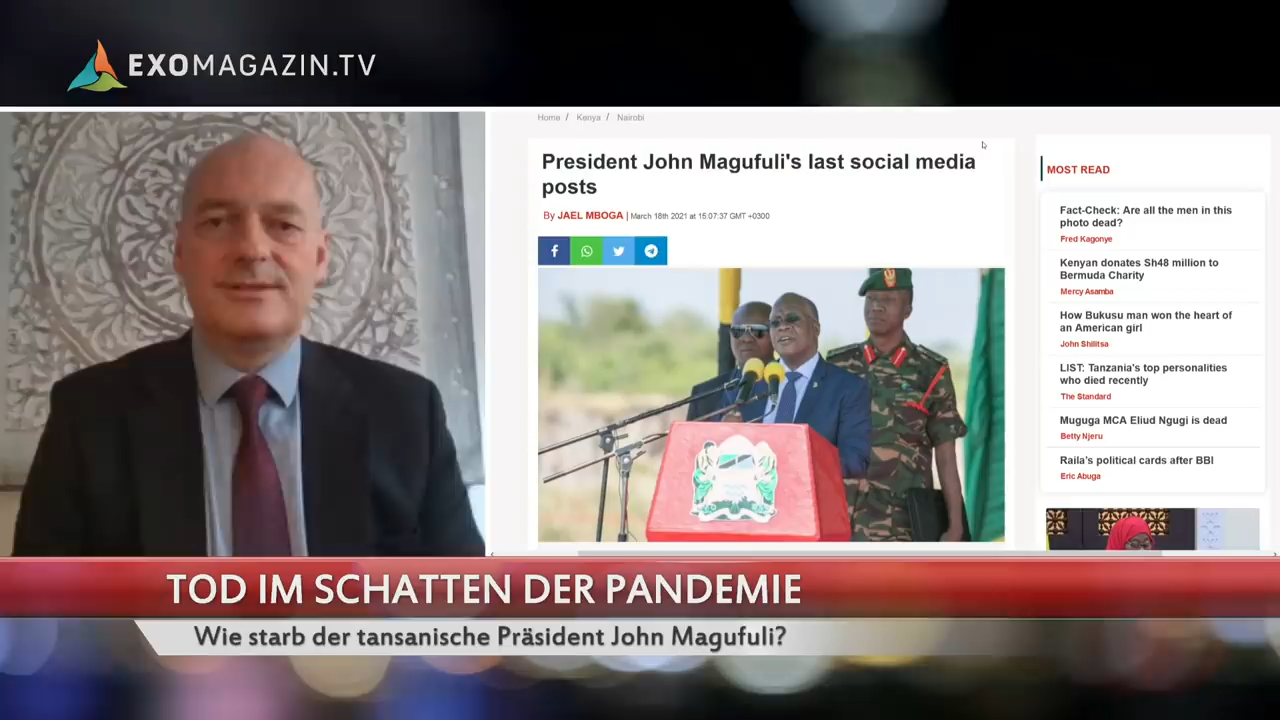 EXOMAGAZIN.TV
Home / Kenya / Nairobi
President John Magufuli's last social media
posts
By JAEL MBOGA | March 18th 2021 at 15:07:37 GMT +0300
MOST READ
Fact-Check: Are all the men in this
photo dead?
Fred Kagonye
Kenyan donates Sh48 million to
Bermuda Charity
Mercy Asamba
How Bukusu man won the heart of
an American girl
John Shilitsa
LIST: Tanzania's top personalities
who died recently
The Standard
Muguga MCA Eliud Ngugi is dead
Betty Njeru
Raila's political cards after BBI
Eric Abuga
TOD IM SCHATTEN DER PANDEMIE
Wie starb der tansanische Präsident John Magufuli?